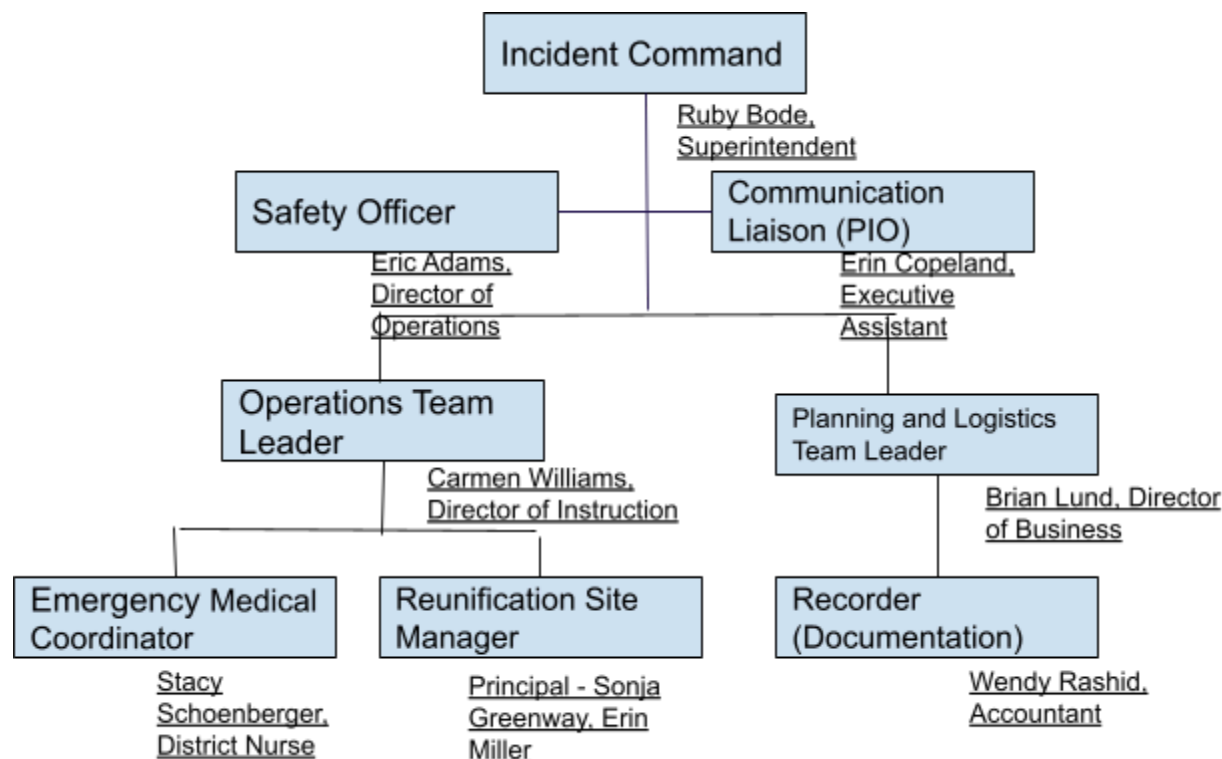 Incident Command
Ruby Bode,
Superintendent
Safety Officer
Eric Adams,
Director of
Operations
Communication
Liaison (PIO)
Erin Copeland,
Executive
Assistant
Operations Team
Leader
Carmen Williams,
Director of Instruction
Planning and Logistics
Team Leader
Brian Lund, Director
of Business
Emergency Medical
Coordinator
Stacy
Schoenberger,
District Nurse
Reunification Site
Manager
Principal - Sonja
Greenway, Erin
Miller
Recorder
(Documentation)
Wendy Rashid,
Accountant